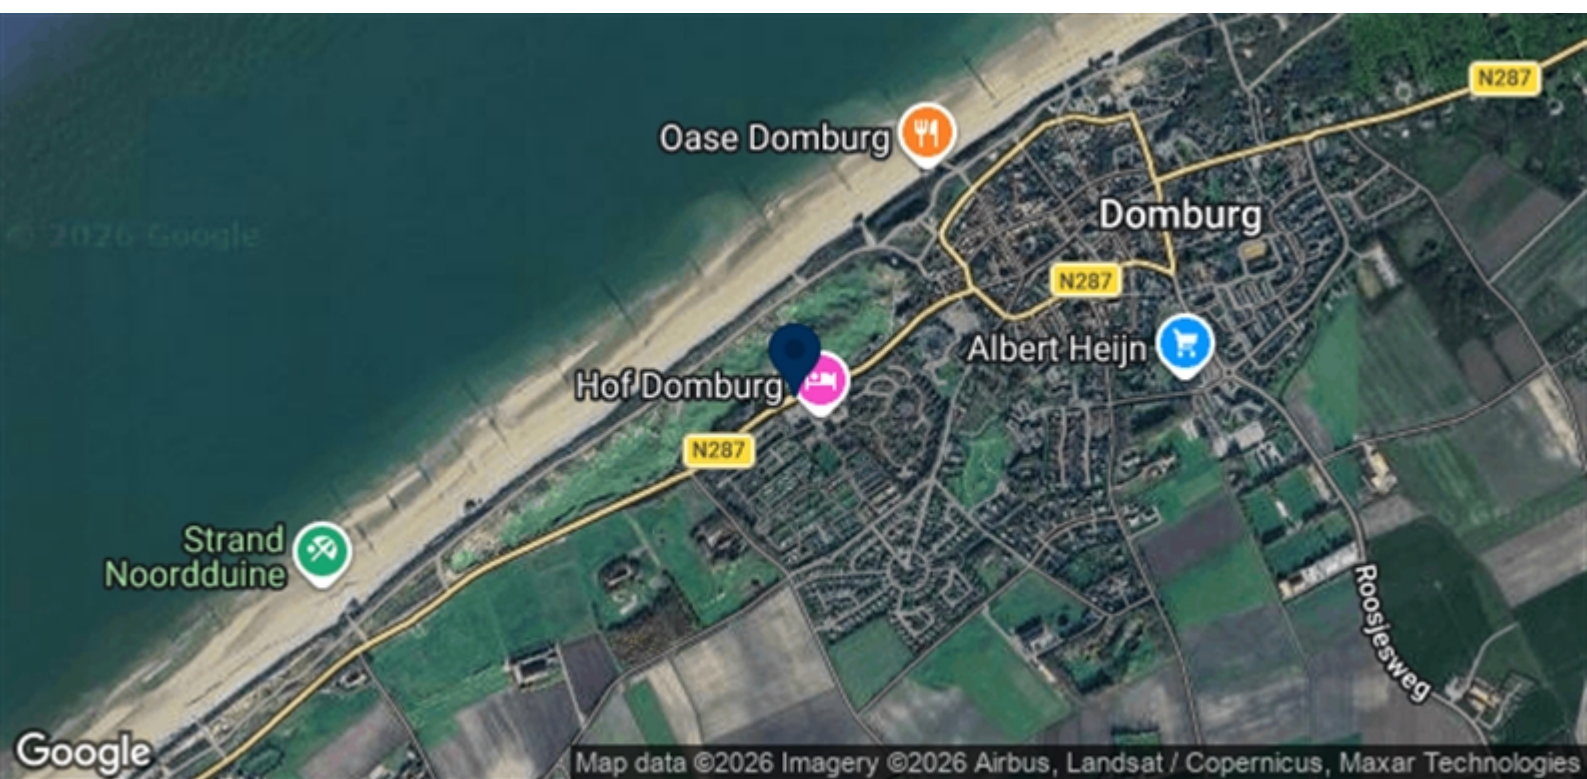 N287
Oase Domburg
Domburg
© 2026 Google
N287
Albert Heijn
Hof Domburg
N287
Strand
Noordduine
Roosjesweg
Google
Map data ©2026 Imagery ©2026 Airbus, Landsat / Copernicus, Maxar Technologies